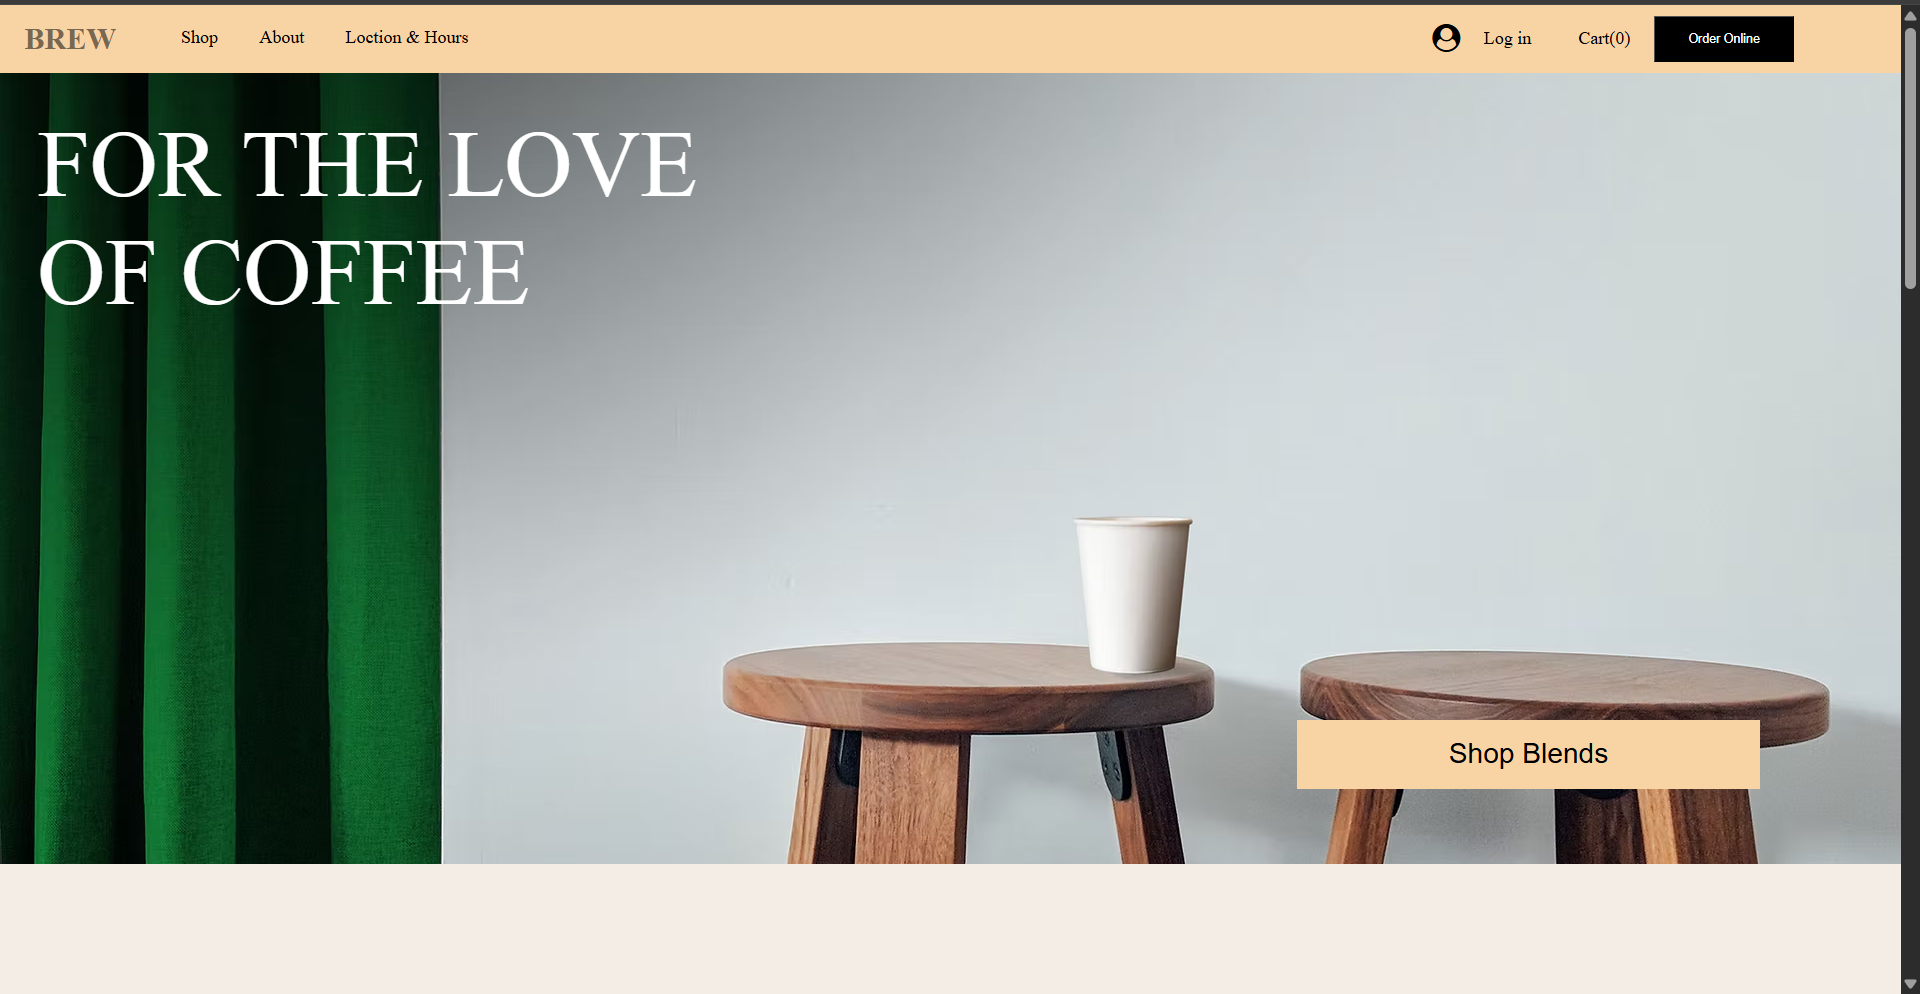 BREW
Shop
About
Loction & Hours
Log in
Cart(0)
Order Online
FOR THE LOVE
OF COFFEE
Shop Blends